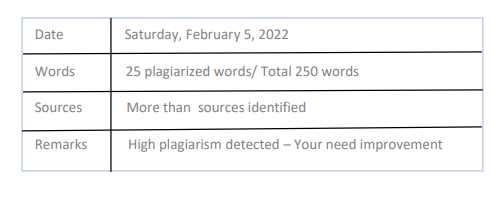 Date Saturday, February 5, 2022
Words 25 plagiarized words/ Total 250 words
Sources More than  sources identified
Remarks High plagiarism detected – Your need improvement